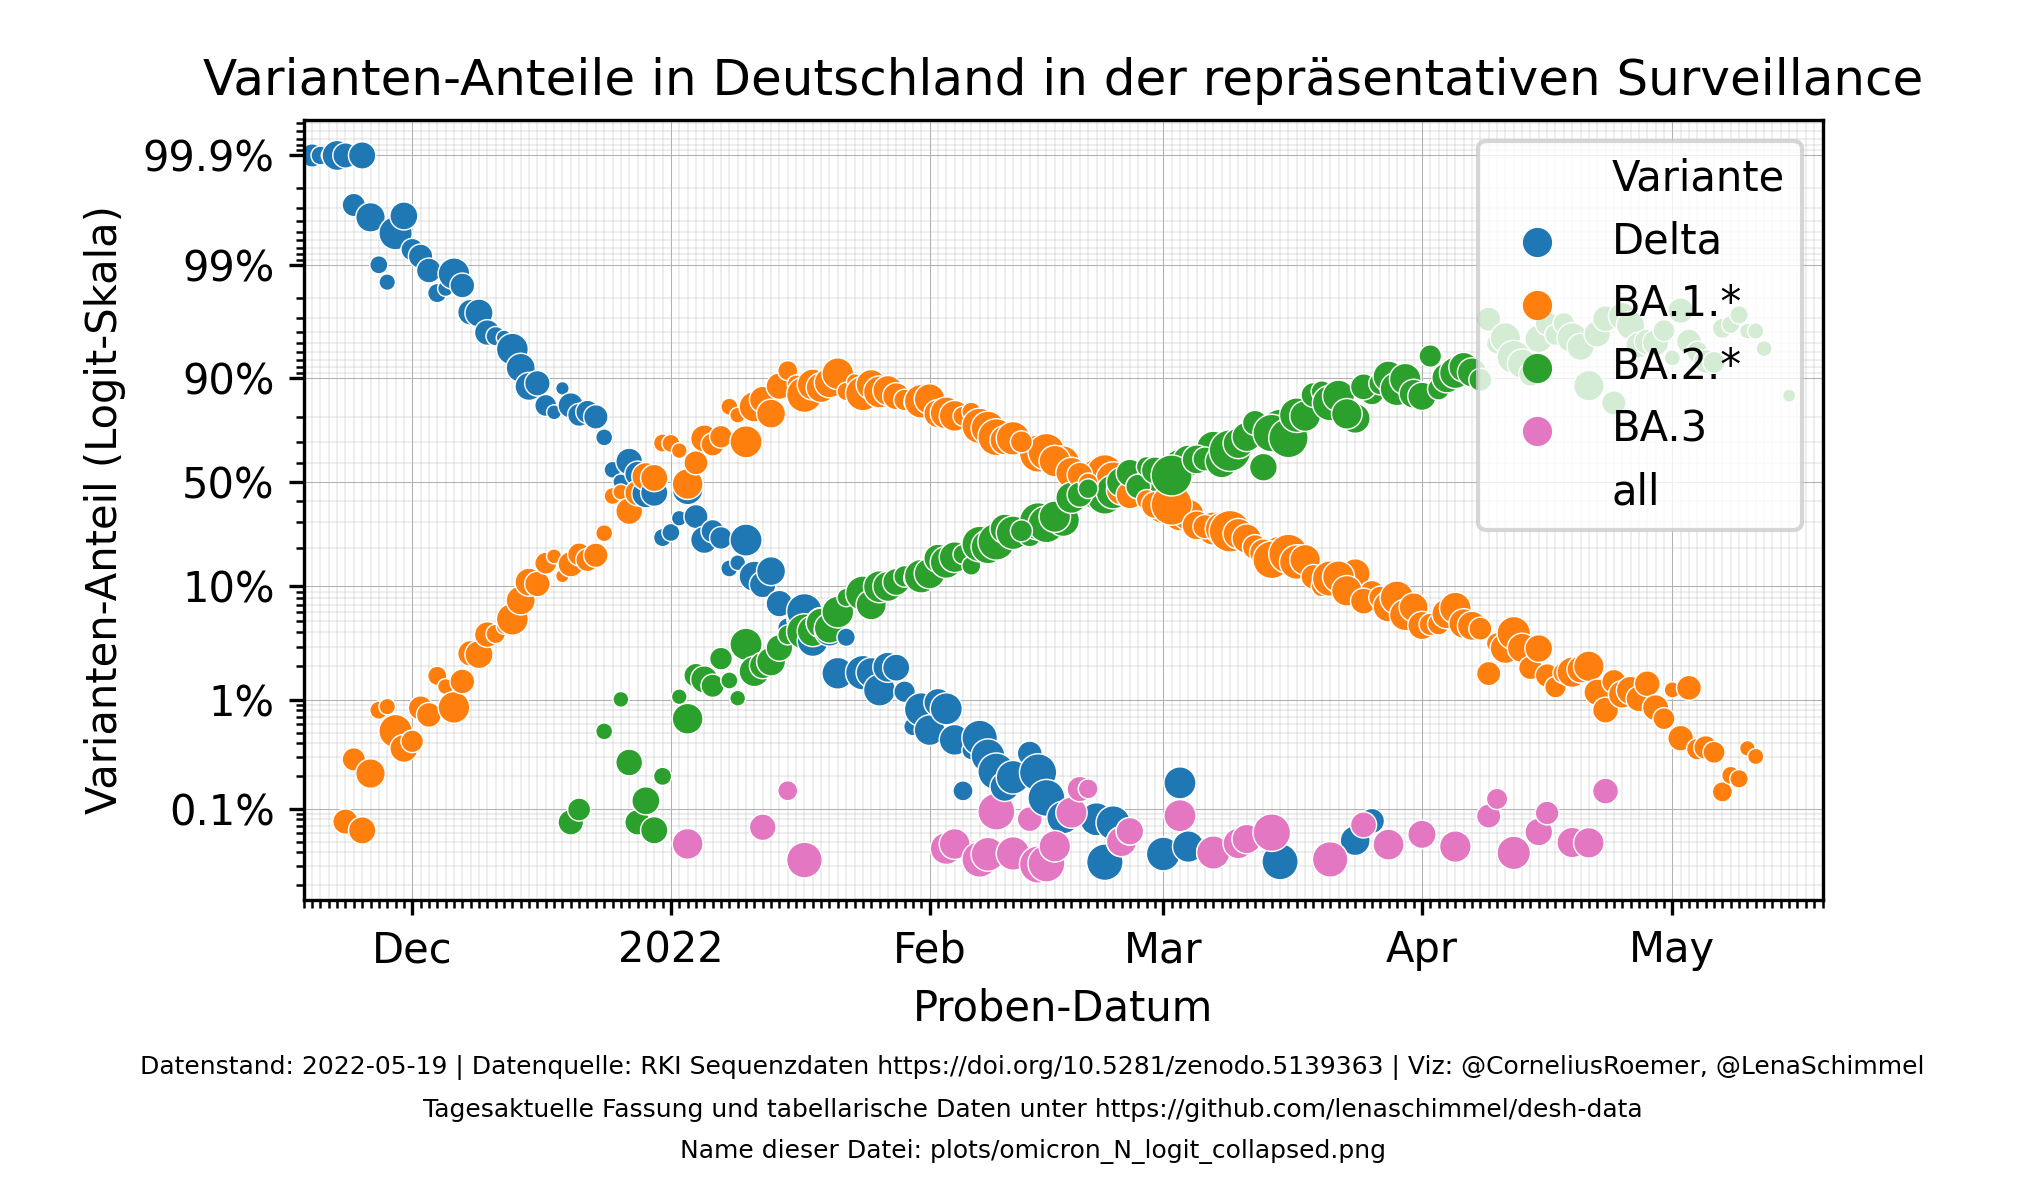 Varianten-Anteile in Deutschland in der repräsentativen Surveillance
Varianten-Anteil (Logit-Skala)
99.9%
99%
90%
50%
10%
1%
0.1%
Variante
Delta
BA.1.*
BA.2.*
BA.3
all
Dec 2022 Feb Mar Apr May
Proben-Datum
Datenstand: 2022-05-19 | Datenquelle: RKI Sequenzdaten https://doi.org/10.5281/zenodo.5139363 | Viz: @CorneliusRoemer, @LenaSchimmel
Tagesaktuelle Fassung und tabellarische Daten unter https://github.com/lenaschimmel/desh-data
Name dieser Datei: plots/omicron_N_logit_collapsed.png